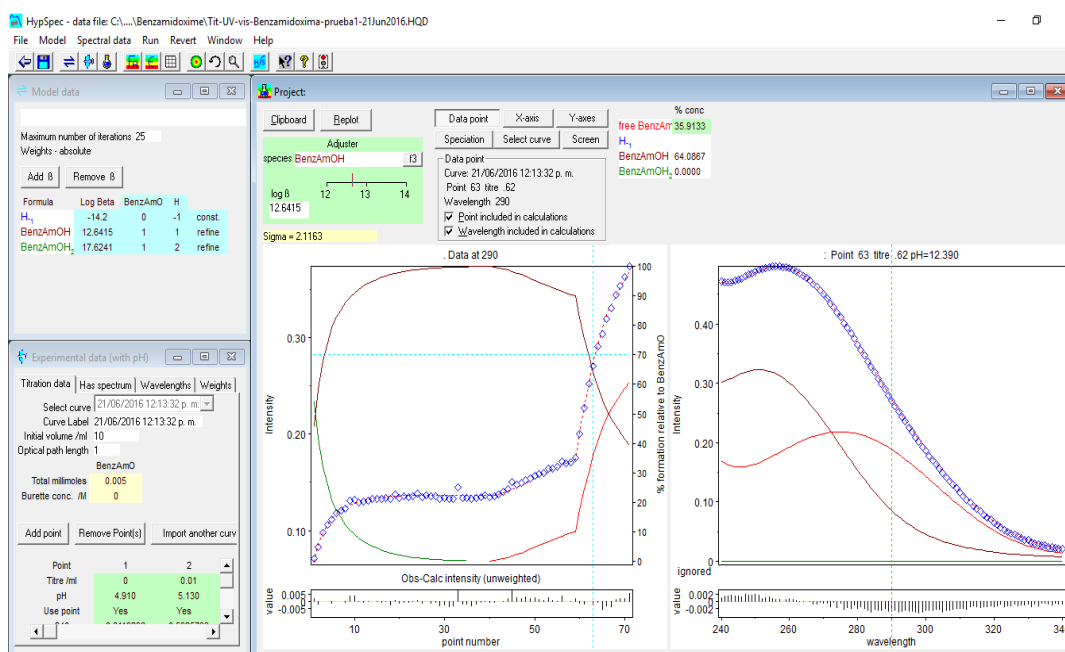 HypSpec - data file: C:\....\Benzamidoxime\Tit-UV-vis-Benzamidoxima-prueba1-21Jun2016.HQD
File Model Spectral data Run Revert Window Help
Model data
Maximum number of iterations 25
Weights - absolute
Add ß Remove ß
Formula Log Beta BenzAmO H
H-1 -14.2 0 -1 const.
BenzAmOH 12.6415 1 1 refine
BenzAmOH2 17.6241 1 2 refine
Experimental data (with pH)
Titration data Has spectrum Wavelengths Weights
Select curve 21/06/2016 12:13:32 p. m.
Curve Label 21/06/2016 12:13:32 p. m.
Initial volume /ml 10
Optical path length 1
BenzAmO
Total millimoles 0.005
Burette conc. /M 0
Add point Remove Point(s) Import another curv
Point 1 2
Titre /ml 0 0.01
pH 4.910 5.130
Use point Yes Yes
Project:
Clipboard Replot
Adjuster
species BenzAmOH f3
log ß 12 13 14
12.6415
Sigma = 2.1163
Data point X-axis Y-axes
Speciation Select curve Screen
Data point
Curve: 21/06/2016 12:13:32 p. m.
Point 63 titre .62
Wavelength 290
Point included in calculations
Wavelength included in calculations
% conc
free BenzAm 35.9133
H-1
BenzAmOH 64.0867
BenzAmOH2 0.0000
. Data at 290
Intensity
0.30
0.20
0.10
100
90
80
70
60
50
40
30
20
10
0
% formation relative to BenzAmO
Obs-Calc intensity (unweighted)
value
0.005
0.000
-0.005
10 30 50 70
point number
: Point 63 titre .62 pH=12.390
Intensity
0.40
0.30
0.20
0.10
0
ignored
value
0.002
0.000
-0.002
240 260 280 300 320 340
wavelength